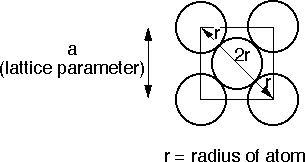 a
(lattice parameter)
r
2r
r
r = radius of atom